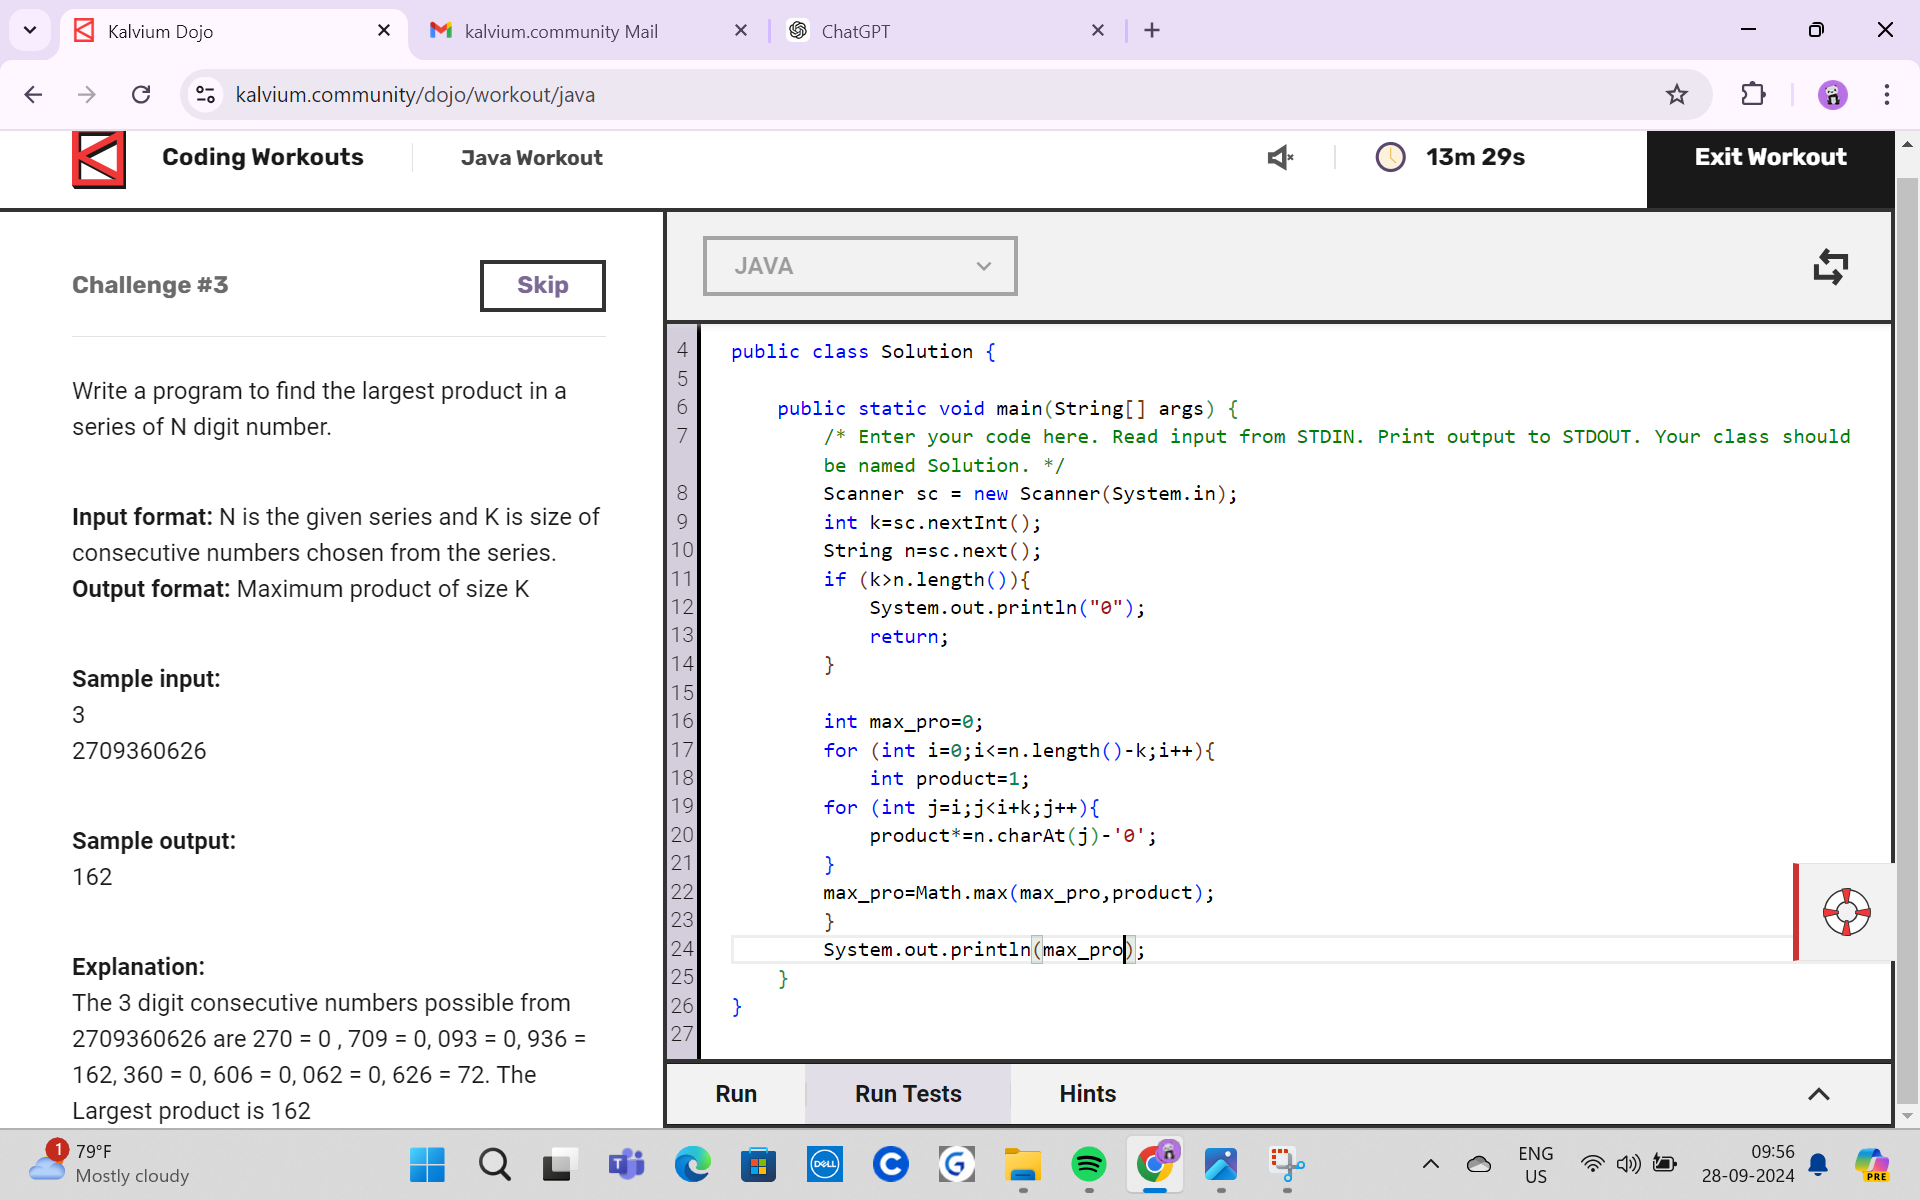 Kalvium Dojo
kalvium.community Mail
ChatGPT
kalvium.community/dojo/workout/java
Coding Workouts
Java Workout
13m 29s
Exit Workout
Challenge #3
Skip
Write a program to find the largest product in a
series of N digit number.
Input format: N is the given series and K is size of
consecutive numbers chosen from the series.
Output format: Maximum product of size K
Sample input:
3
2709360626
Sample output:
162
Explanation:
The 3 digit consecutive numbers possible from
2709360626 are 270 = 0 , 709 = 0, 093 = 0, 936 =
162, 360 = 0, 606 = 0, 062 = 0, 626 = 72. The
Largest product is 162
JAVA
4 public class Solution {
5
6 public static void main(String[] args) {
7 /* Enter your code here. Read input from STDIN. Print output to STDOUT. Your class should
be named Solution. */
8 Scanner sc = new Scanner(System.in);
9 int k=sc.nextInt();
10 String n=sc.next();
11 if (k>n.length()){
12 System.out.println("0");
13 return;
14 }
15
16 int max_pro=0;
17 for (int i=0;i<=n.length()-k;i++){
18 int product=1;
19 for (int j=i;j<i+k;j++){
20 product*=n.charAt(j)-'0';
21 }
22 max_pro=Math.max(max_pro,product);
23 }
24 System.out.println(max_pro);
25 }
26 }
27
Run
Run Tests
Hints
1
79°F
Mostly cloudy
DELL
ENG
US
09:56
28-09-2024
PRE